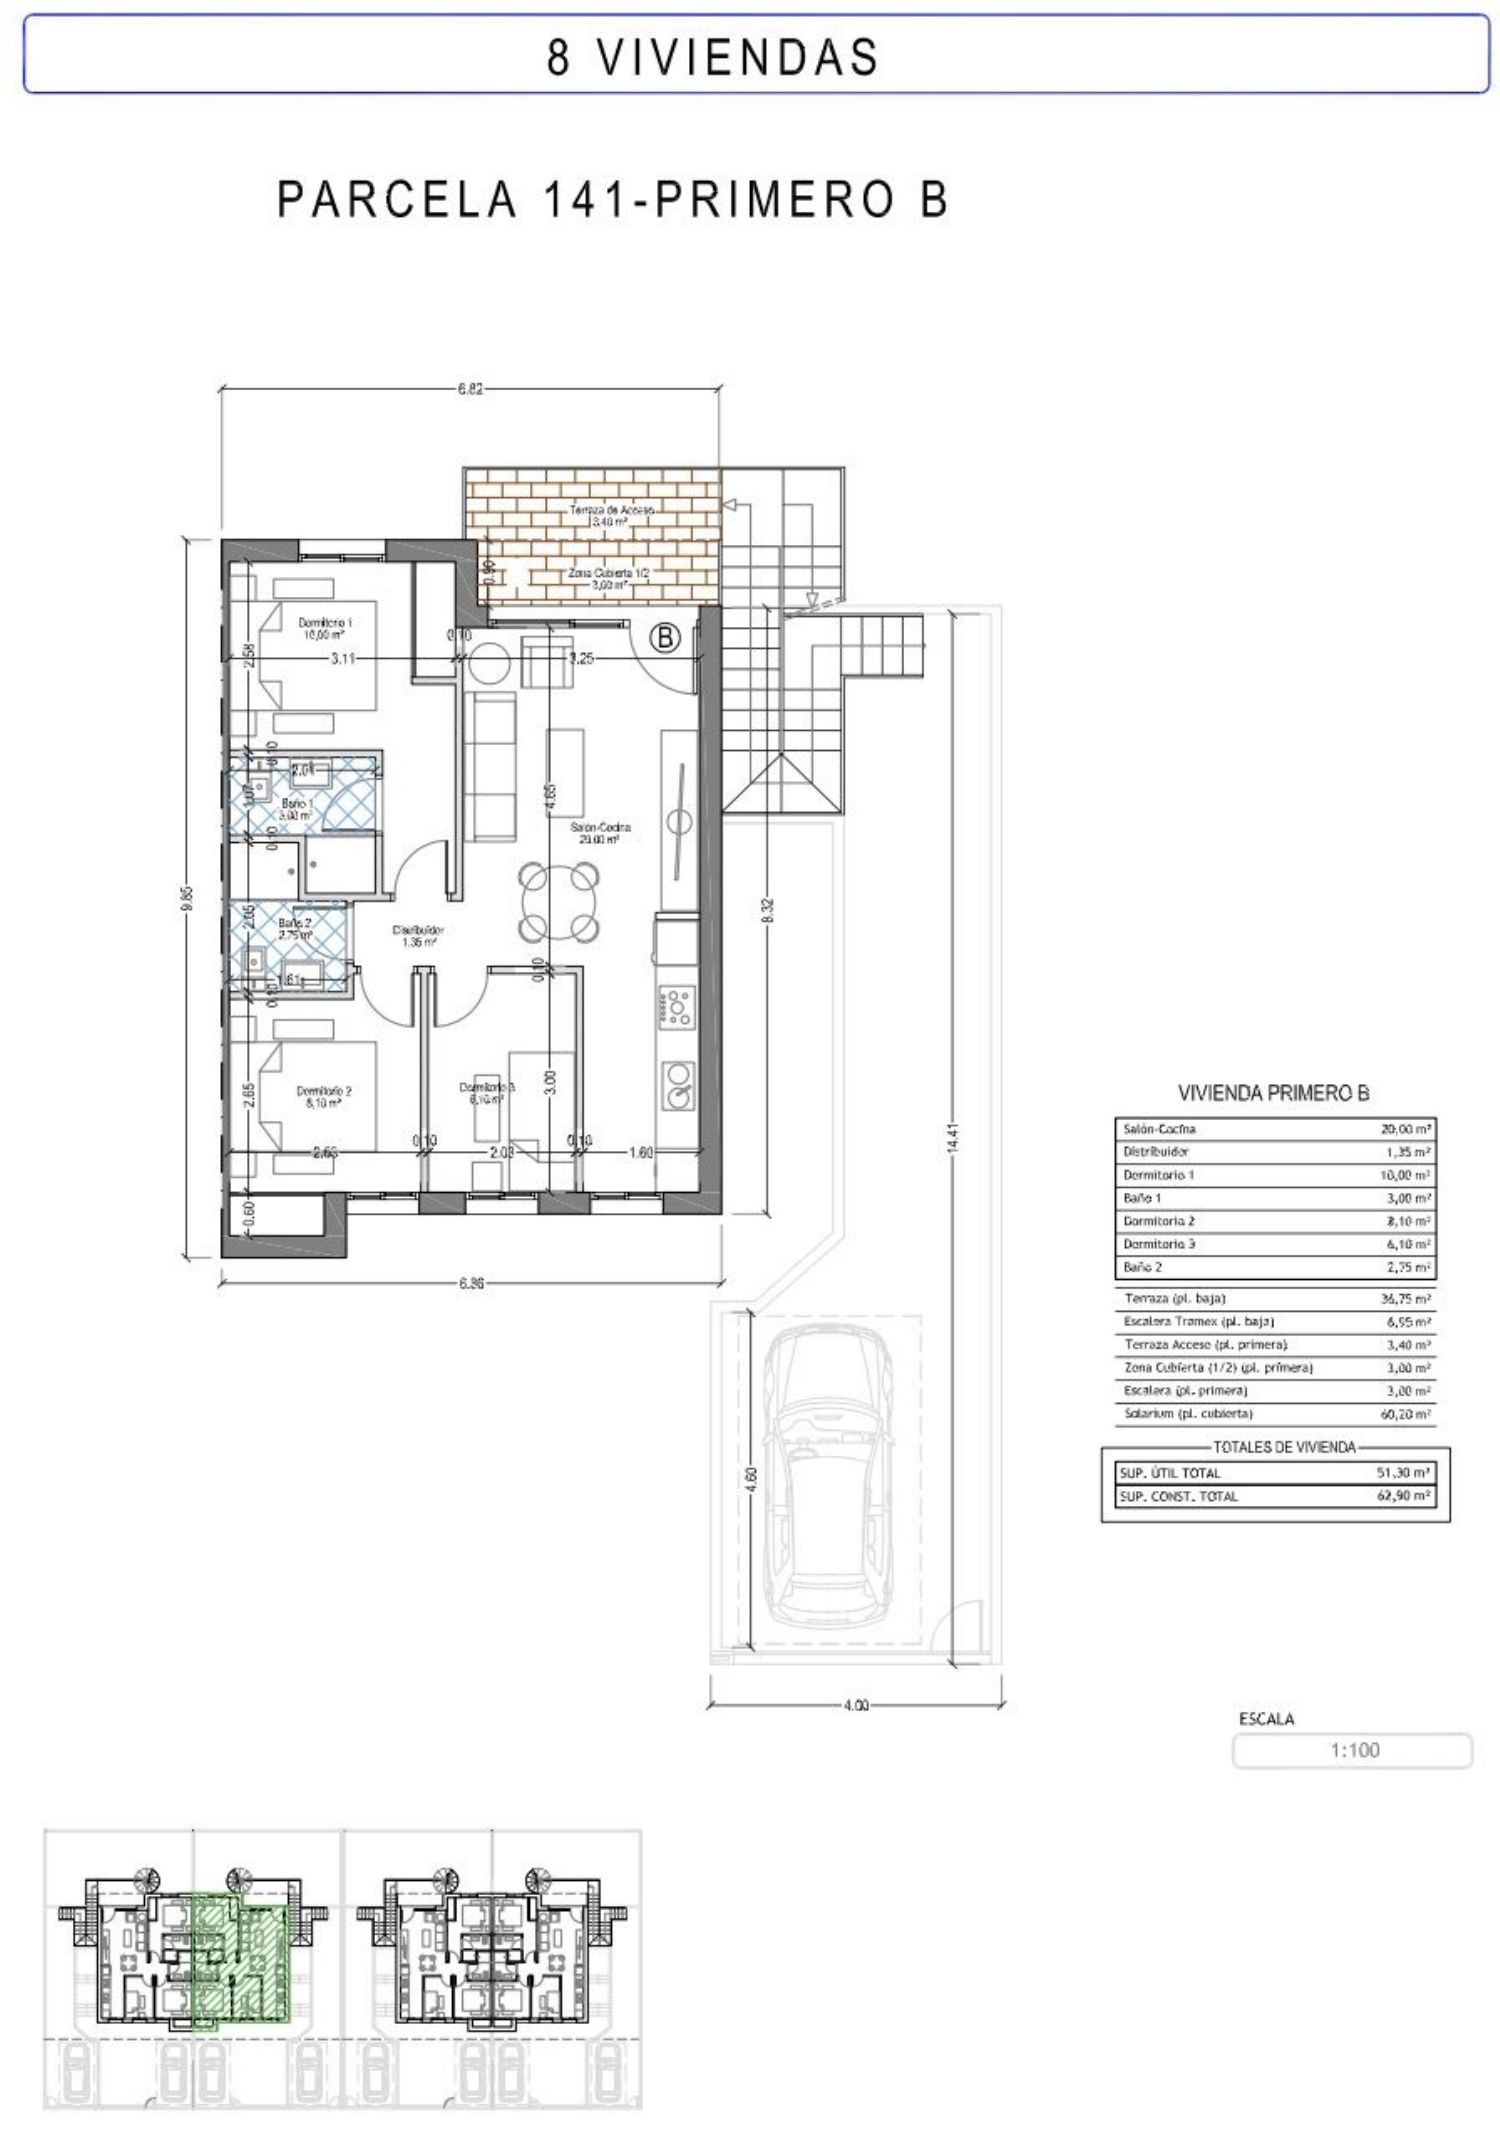 8 VIVIENDAS
PARCELA 141-PRIMERO B
6.82
Terraza de Acceso
3,40 m²
Zona Cubierta 1/2
3,00 m²
0.90
B
Dormitorio 1
10,00 m²
2.58
3.11
0.10
3.25
0.10
2.01
Baño 1
3,00 m²
1.07
0.10
4.65
Salón-Cocina
20,00 m²
9.85
8.32
2.05
Baño 2
2,75 m²
Distribuidor
1,35 m²
1.61
0.10
0.10
Dormitorio 2
8,10 m²
2.65
Dormitorio 3
6,10 m²
3.00
0.10
0.10
2.65
2.03
1.60
0.60
6.86
14.41
4.60
4.00
VIVIENDA PRIMERO B
Salón-Cocina 20,00 m²
Distribuidor 1,35 m²
Dormitorio 1 10,00 m²
Baño 1 3,00 m²
Dormitorio 2 8,10 m²
Dormitorio 3 6,10 m²
Baño 2 2,75 m²
Terraza (pl. baja) 36,75 m²
Escalera Tramex (pl. baja) 6,95 m²
Terraza Acceso (pl. primera) 3,40 m²
Zona Cubierta (1/2) (pl. primera) 3,00 m²
Escalera (pl. primera) 3,00 m²
Solarium (pl. cubierta) 60,20 m²
TOTALES DE VIVIENDA
SUP. ÚTIL TOTAL 51,30 m²
SUP. CONST. TOTAL 62,90 m²
ESCALA
1:100